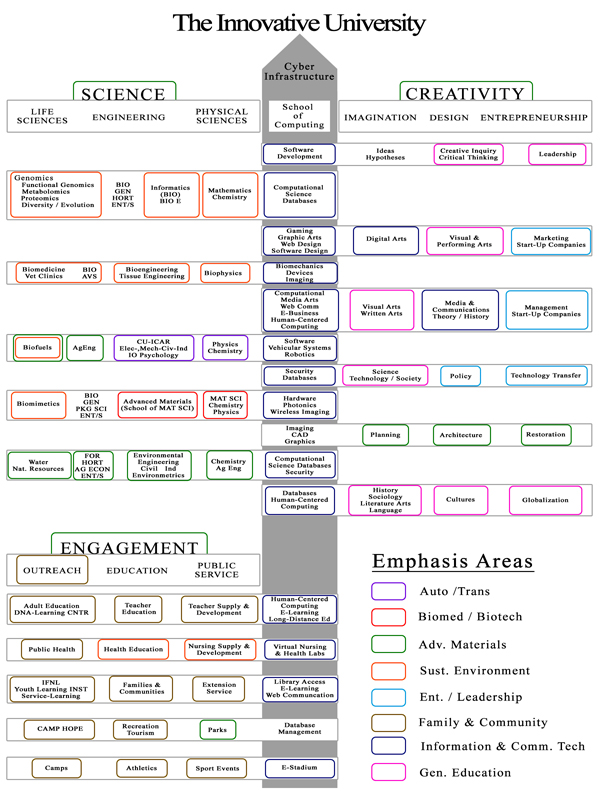 The Innovative University
Cyber
Infrastructure
SCIENCE
CREATIVITY
LIFE
SCIENCES
ENGINEERING
PHYSICAL
SCIENCES
School
of
Computing
IMAGINATION
DESIGN
ENTREPRENEURSHIP
Software
Development
Ideas
Hypotheses
Creative Inquiry
Critical Thinking
Leadership
Genomics
Functional Genomics
Metabolomics
Proteomics
Diversity / Evolution
BIO
GEN
HORT
ENT/S
Informatics
(BIO)
BIO E
Mathematics
Chemistry
Computational
Science
Databases
Gaming
Graphic Arts
Web Design
Software Design
Digital Arts
Visual &
Performing Arts
Marketing
Start-Up Companies
Biomedicine
Vet Clinics
BIO
AVS
Bioengineering
Tissue Engineering
Biophysics
Biomechanics
Devices
Imaging
Computational
Media Arts
Web Comm
E-Business
Human-Centered
Computing
Visual Arts
Written Arts
Media &
Communications
Theory / History
Management
Start-Up Companies
Biofuels
AgEng
CU-ICAR
Elec-,Mech-Civ-Ind
IO Psychology
Physics
Chemistry
Software
Vehicular Systems
Robotics
Security
Databases
Science
Technology / Society
Policy
Technology Transfer
Biomimetics
BIO
GEN
PKG SCI
ENT/S
Advanced Materials
(School of MAT SCI)
MAT SCI
Chemistry
Physics
Hardware
Photonics
Wireless Imaging
Imaging
CAD
Graphics
Planning
Architecture
Restoration
Water
Nat. Resources
FOR
HORT
AG ECON
ENT/S
Environmental
Engineering
Civil Ind
Environmetrics
Chemistry
Ag Eng
Computational
Science Databases
Security
Databases
Human-Centered
Computing
History
Sociology
Literature Arts
Language
Cultures
Globalization
ENGAGEMENT
OUTREACH
EDUCATION
PUBLIC
SERVICE
Adult Education
DNA-Learning CNTR
Teacher
Education
Teacher Supply &
Development
Human-Centered
Computing
E-Learning
Long-Distance Ed
Public Health
Health Education
Nursing Supply &
Development
Virtual Nursing
& Health Labs
IFNL
Youth Learning INST
Service-Learning
Families &
Communities
Extension
Service
Library Access
E-Learning
Web Communcation
CAMP HOPE
Recreation
Tourism
Parks
Database
Management
Camps
Athletics
Sport Events
E-Stadium
Emphasis Areas
Auto /Trans
Biomed / Biotech
Adv. Materials
Sust. Environment
Ent. / Leadership
Family & Community
Information & Comm. Tech
Gen. Education